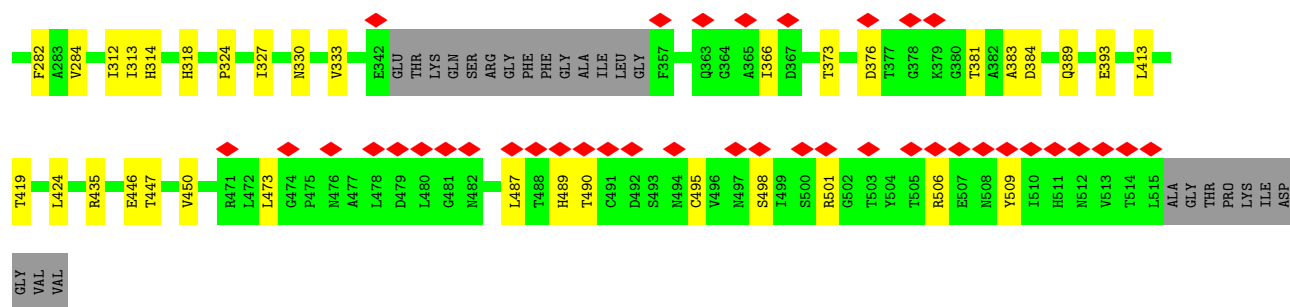 F282 A283 V284 I312 I313 H314 H318 P324 I327 N330 V333 E342 GLU THR LYS GLN SER ARG GLY PHE PHE GLY ALA ILE LEU GLY F357 Q363 G364 A365 I366 D367 T373 D376 T377 G378 K379 G380 T381 A382 A383 D384 Q389 E393 L413
T419 L424 R435 E446 T447 V450 R471 L472 L473 G474 P475 N476 A477 L478 D479 L480 G481 N482 L487 T488 H489 T490 C491 D492 S493 N494 C495 V496 N497 S498 I499 S500 R501 G502 T503 Y504 T505 R506 E507 N508 Y509 I510 H511 N512 V513 T514 L515 ALA GLY THR PRO LYS ILE ASP
GLY VAL VAL